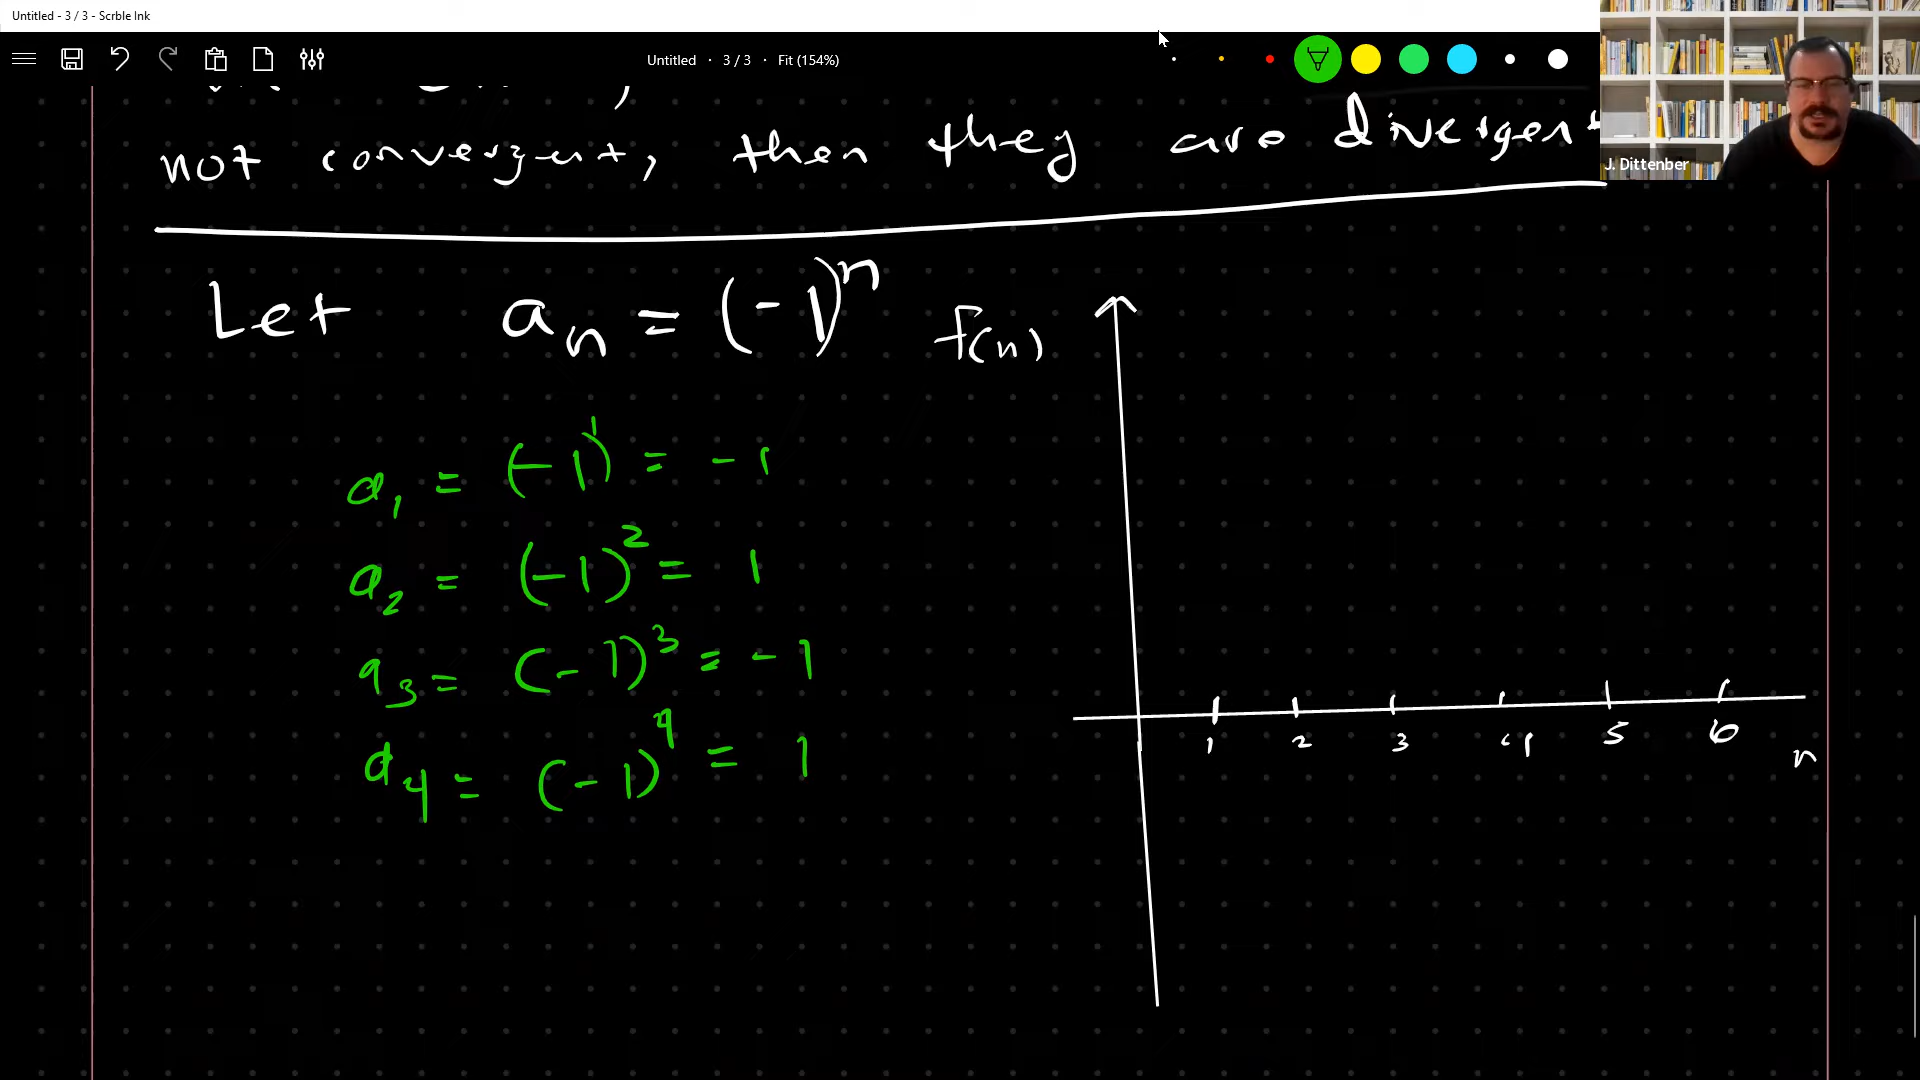 Untitled - 3 / 3 - Scrble Ink
Untitled · 3 / 3 · Fit (154%)
not convergent, then they are divergent
J. Dittenber
Let a_n = (-1)^n
f(n)
a_1 = (-1)^1 = -1
a_2 = (-1)^2 = 1
a_3 = (-1)^3 = -1
a_4 = (-1)^4 = 1
1 2 3 4 5 6
n